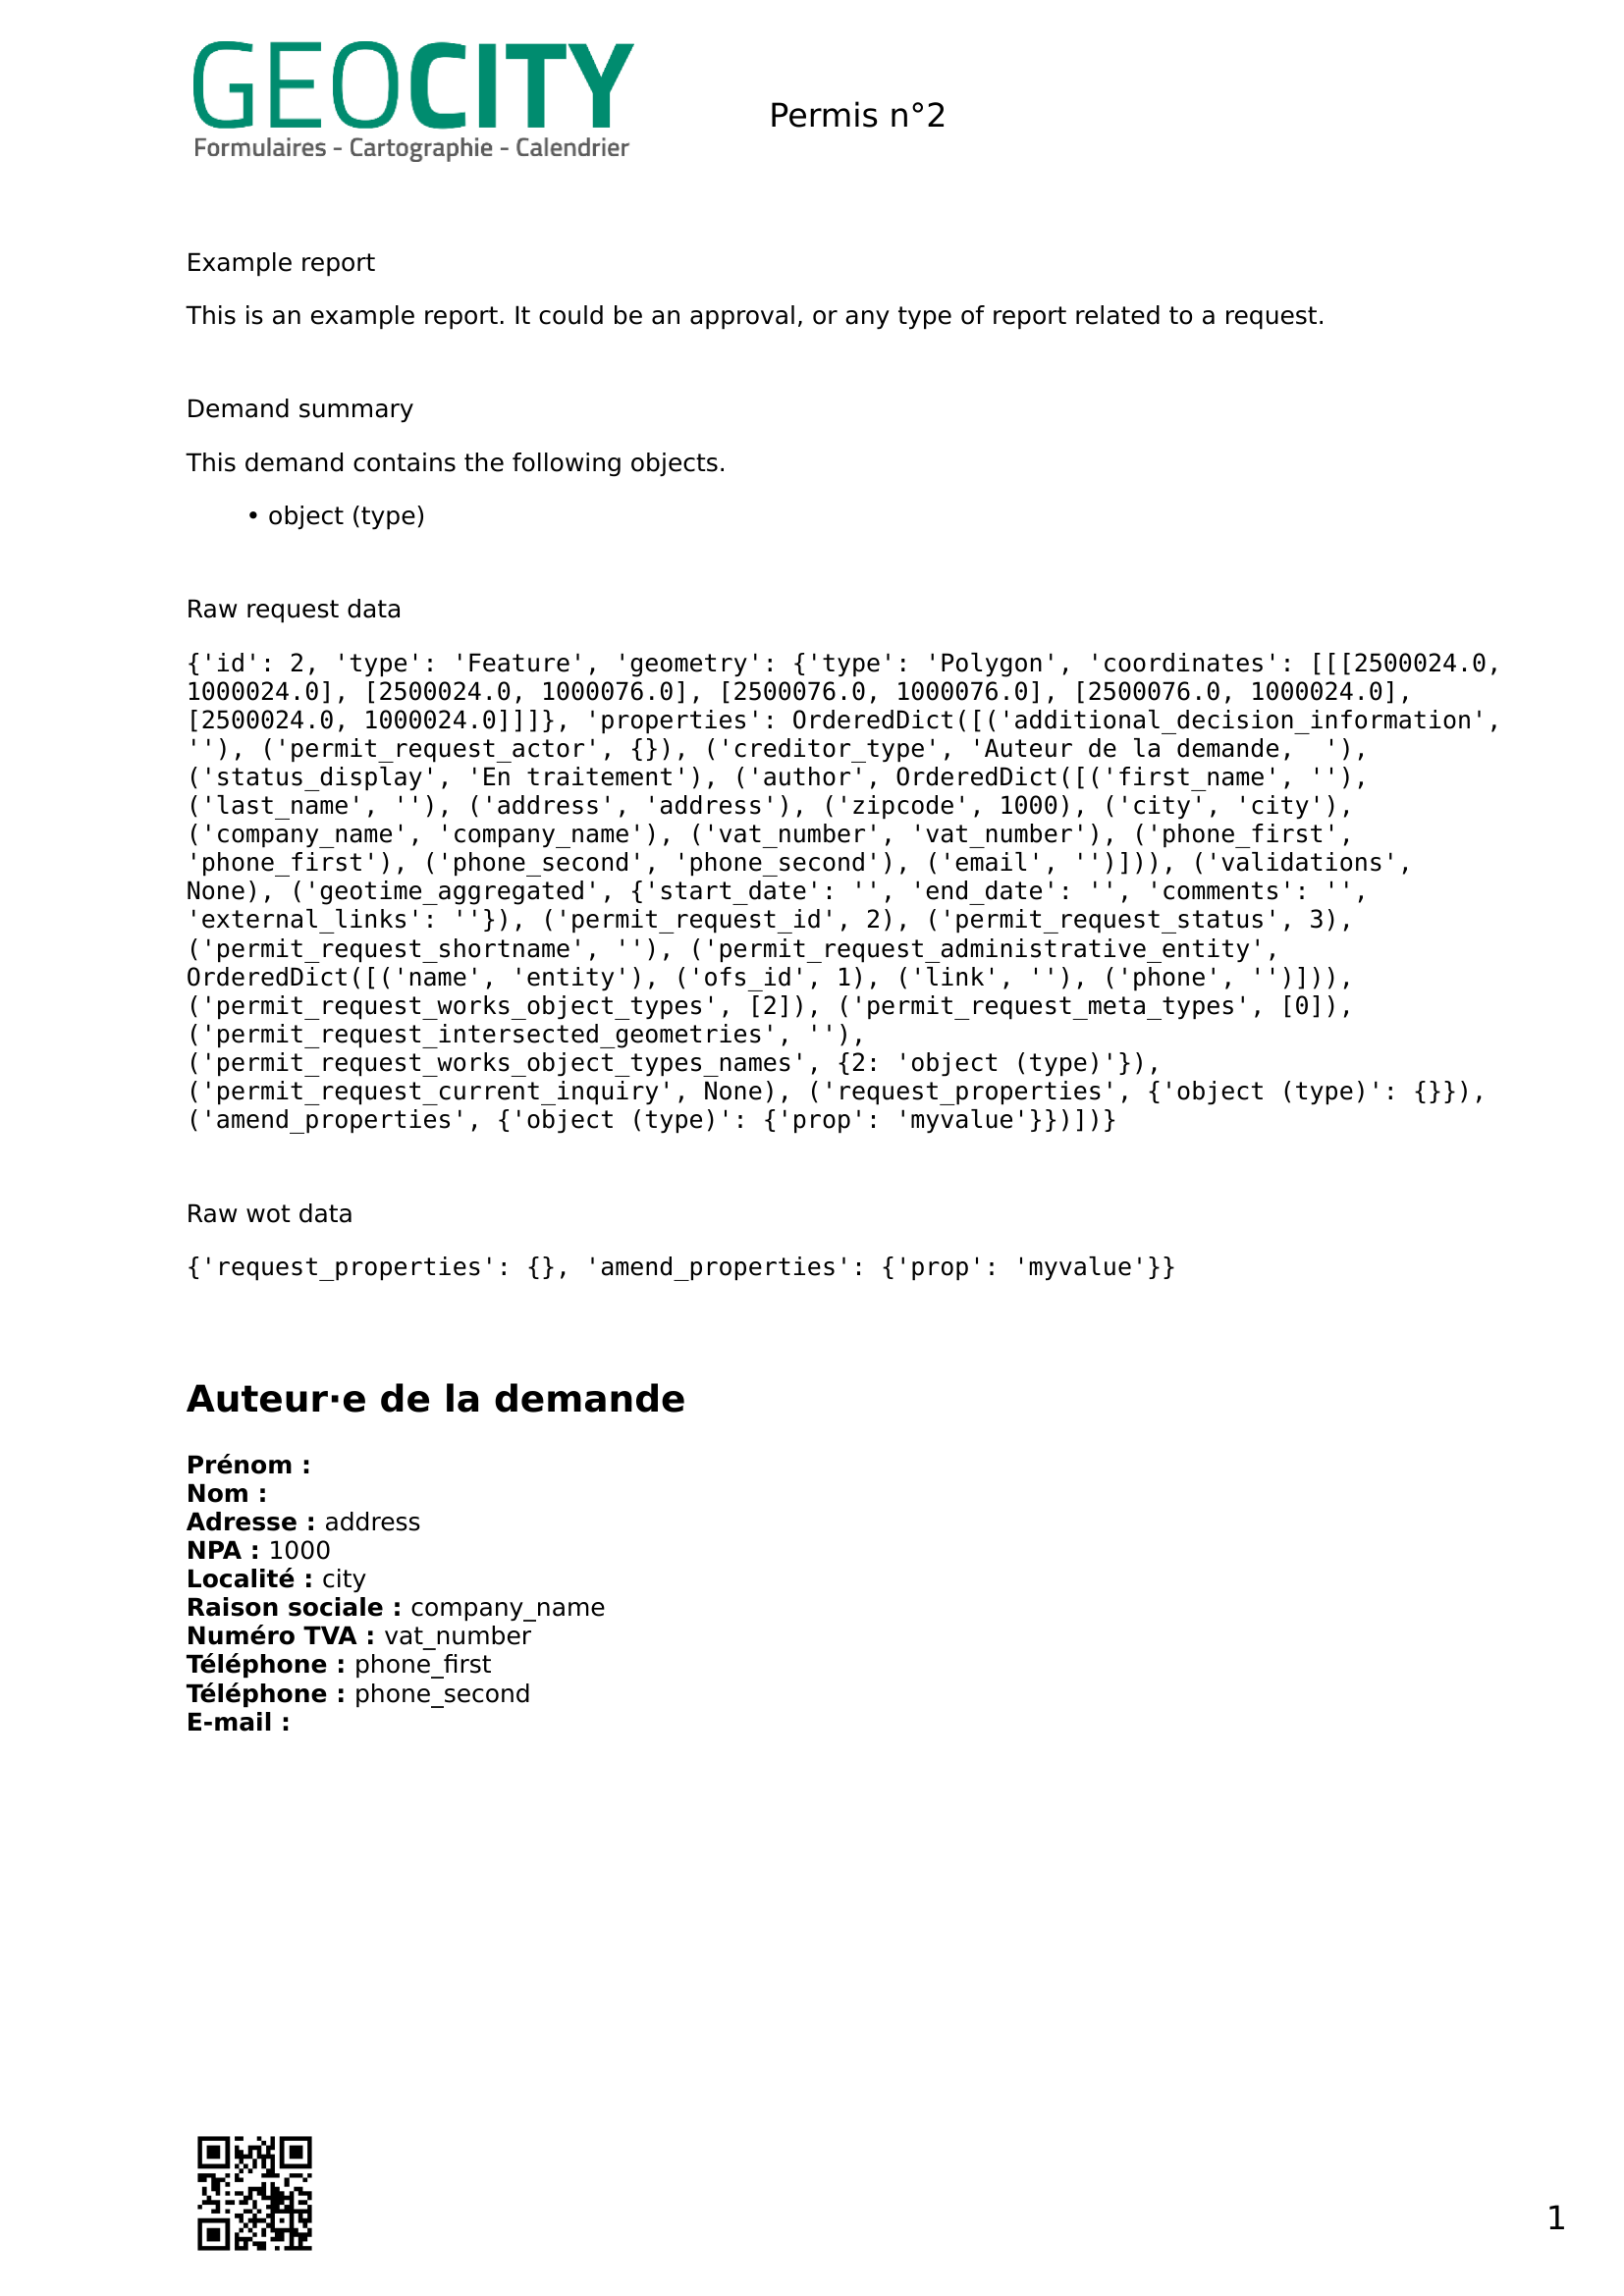 GEOCITY
Formulaires - Cartographie - Calendrier
Permis n°2
Example report
This is an example report. It could be an approval, or any type of report related to a request.
Demand summary
This demand contains the following objects.
• object (type)
Raw request data
{'id': 2, 'type': 'Feature', 'geometry': {'type': 'Polygon', 'coordinates': [[[2500024.0,
1000024.0], [2500024.0, 1000076.0], [2500076.0, 1000076.0], [2500076.0, 1000024.0],
[2500024.0, 1000024.0]]]}, 'properties': OrderedDict([('additional_decision_information',
''), ('permit_request_actor', {}), ('creditor_type', 'Auteur de la demande,  '),
('status_display', 'En traitement'), ('author', OrderedDict([('first_name', ''),
('last_name', ''), ('address', 'address'), ('zipcode', 1000), ('city', 'city'),
('company_name', 'company_name'), ('vat_number', 'vat_number'), ('phone_first',
'phone_first'), ('phone_second', 'phone_second'), ('email', '')])), ('validations',
None), ('geotime_aggregated', {'start_date': '', 'end_date': '', 'comments': '',
'external_links': ''}), ('permit_request_id', 2), ('permit_request_status', 3),
('permit_request_shortname', ''), ('permit_request_administrative_entity',
OrderedDict([('name', 'entity'), ('ofs_id', 1), ('link', ''), ('phone', '')])),
('permit_request_works_object_types', [2]), ('permit_request_meta_types', [0]),
('permit_request_intersected_geometries', ''),
('permit_request_works_object_types_names', {2: 'object (type)'}),
('permit_request_current_inquiry', None), ('request_properties', {'object (type)': {}}),
('amend_properties', {'object (type)': {'prop': 'myvalue'}})])}
Raw wot data
{'request_properties': {}, 'amend_properties': {'prop': 'myvalue'}}
Auteur·e de la demande
Prénom :
Nom :
Adresse : address
NPA : 1000
Localité : city
Raison sociale : company_name
Numéro TVA : vat_number
Téléphone : phone_first
Téléphone : phone_second
E-mail :
1